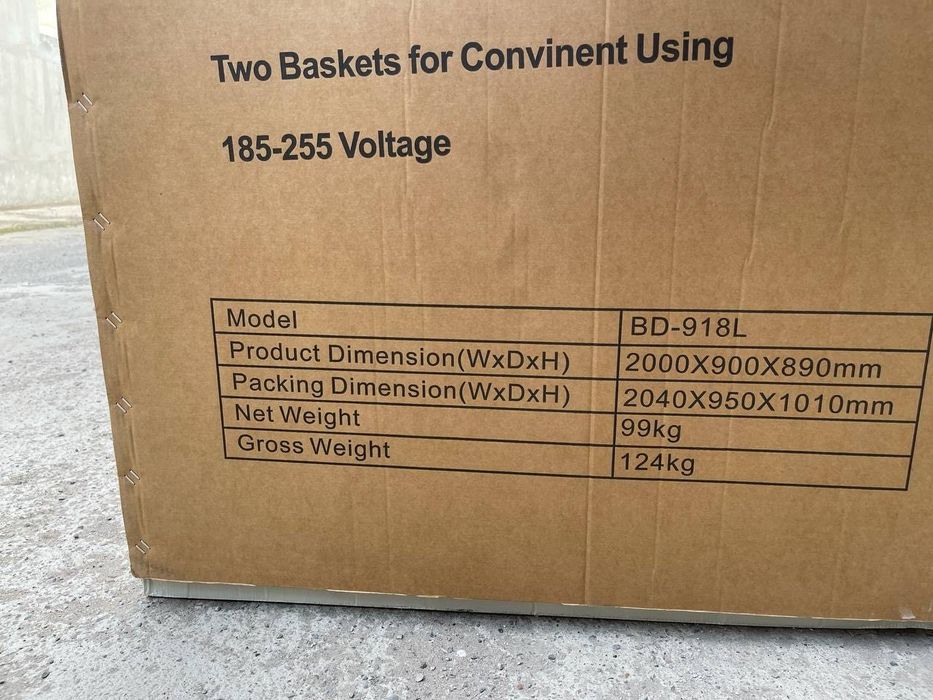 Two Baskets for Convinent Using
185-255 Voltage
Model BD-918L
Product Dimension(WxDxH) 2000X900X890mm
Packing Dimension(WxDxH) 2040X950X1010mm
Net Weight 99kg
Gross Weight 124kg